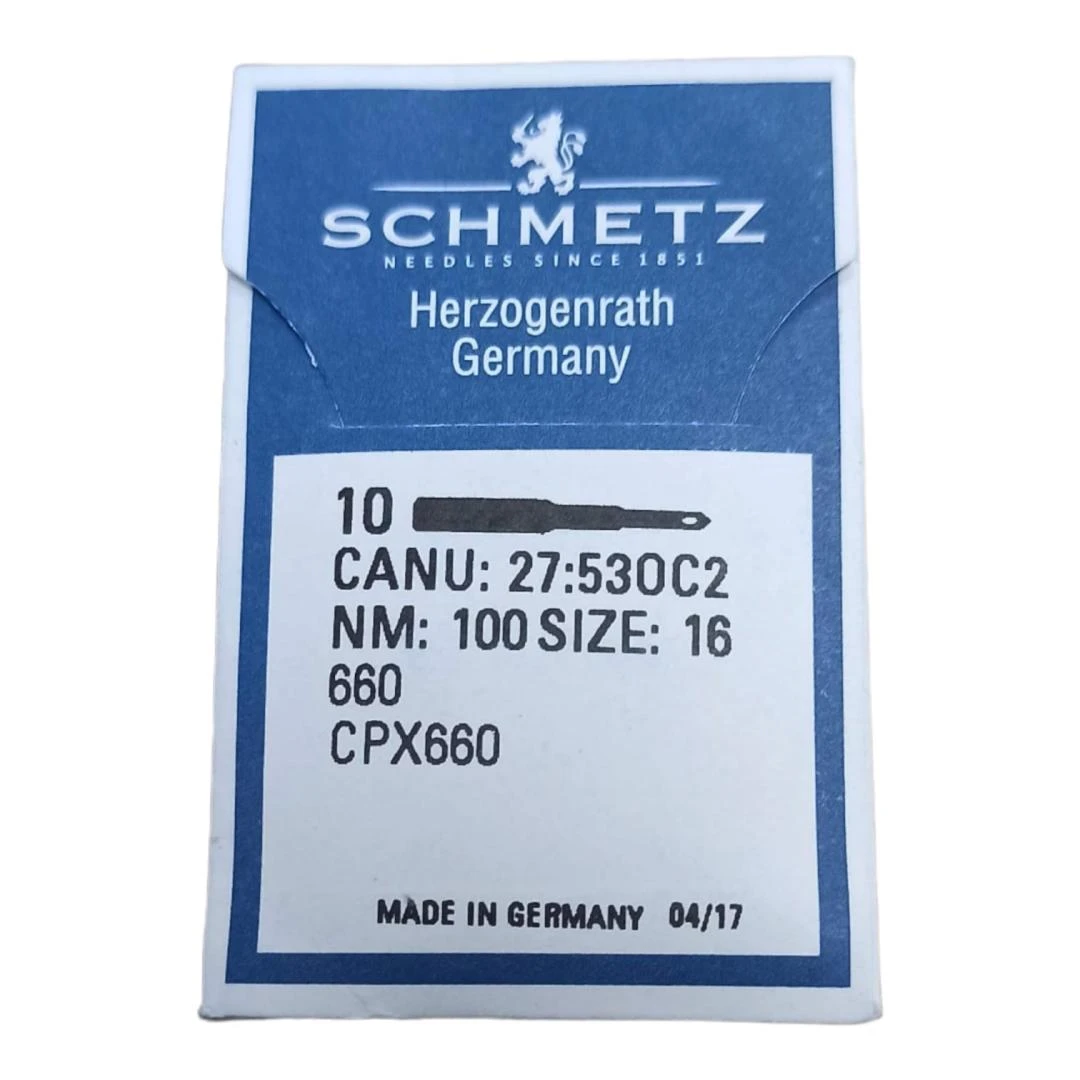 SCHMETZ
NEEDLES SINCE 1851
Herzogenrath
Germany
10
CANU: 27:530C2
NM: 100 SIZE: 16
660
CPX660
MADE IN GERMANY 04/17